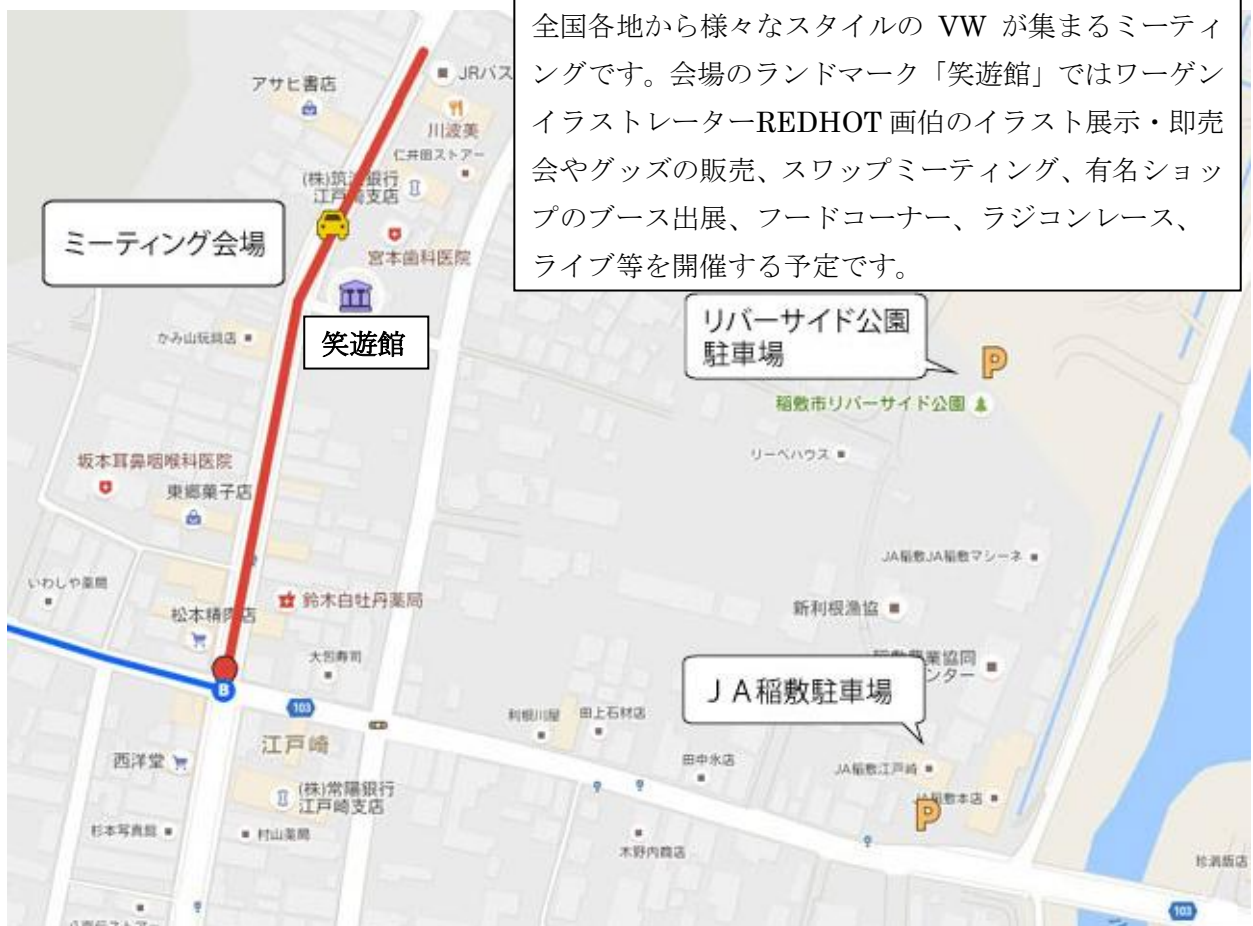 全国各地から様々なスタイルの VW が集まるミーティ
ングです。会場のランドマーク「笑遊館」ではワーゲン
イラストレーターREDHOT 画伯のイラスト展示・即売
会やグッズの販売、スワップミーティング、有名ショッ
プのブース出展、フードコーナー、ラジコンレース、
ライブ等を開催する予定です。
JRバス
アサヒ書店
川波美
仁井田ストアー
江戸崎支店
ミーティング会場
宮本歯科医院
笑遊館
かみ山玩具店
リバーサイド公園
駐車場
P
稲敷市リバーサイド公園
リーベハウス
坂本耳鼻咽喉科医院
東郷菓子店
JA稲敷JA稲敷マシーネ
いわしや薬局
鈴木白牡丹薬局
新利根漁協
松本精肉店
大包寿司
業協同
ンター
JA稲敷駐車場
B
103
利根川屋
田上石材店
江戸崎
西洋堂
田中氷店
JA稲敷江戸崎
(株)常陽銀行
江戸崎支店
JA稲敷本店
P
杉本写真館
村山薬局
木野内商店
珍満飯店
103